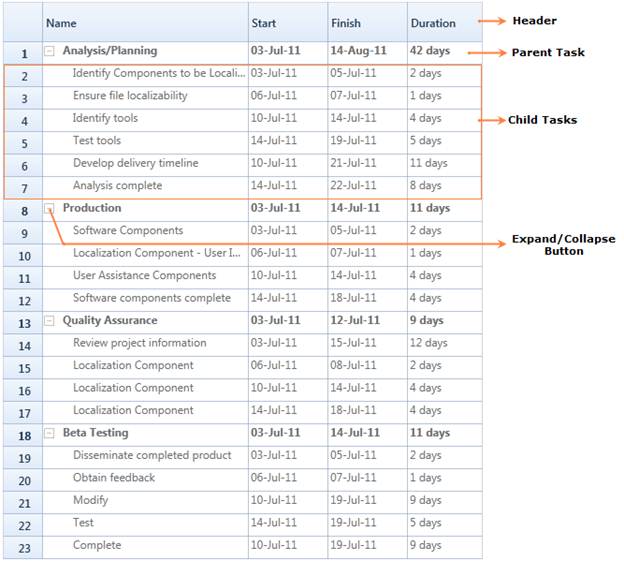 Name Start Finish Duration Header
1 Analysis/Planning 03-Jul-11 14-Aug-11 42 days Parent Task
2 Identify Components to be Locali... 03-Jul-11 05-Jul-11 2 days
3 Ensure file localizability 06-Jul-11 07-Jul-11 1 days
4 Identify tools 10-Jul-11 14-Jul-11 4 days Child Tasks
5 Test tools 14-Jul-11 19-Jul-11 5 days
6 Develop delivery timeline 10-Jul-11 21-Jul-11 11 days
7 Analysis complete 14-Jul-11 22-Jul-11 8 days
8 Production 03-Jul-11 14-Jul-11 11 days
9 Software Components 03-Jul-11 05-Jul-11 2 days Expand/Collapse
10 Localization Component - User I... 06-Jul-11 07-Jul-11 1 days Button
11 User Assistance Components 10-Jul-11 14-Jul-11 4 days
12 Software components complete 14-Jul-11 18-Jul-11 4 days
13 Quality Assurance 03-Jul-11 12-Jul-11 9 days
14 Review project information 03-Jul-11 15-Jul-11 12 days
15 Localization Component 06-Jul-11 08-Jul-11 2 days
16 Localization Component 10-Jul-11 14-Jul-11 4 days
17 Localization Component 14-Jul-11 18-Jul-11 4 days
18 Beta Testing 03-Jul-11 14-Jul-11 11 days
19 Disseminate completed product 03-Jul-11 05-Jul-11 2 days
20 Obtain feedback 06-Jul-11 07-Jul-11 1 days
21 Modify 10-Jul-11 19-Jul-11 9 days
22 Test 14-Jul-11 19-Jul-11 5 days
23 Complete 10-Jul-11 19-Jul-11 9 days